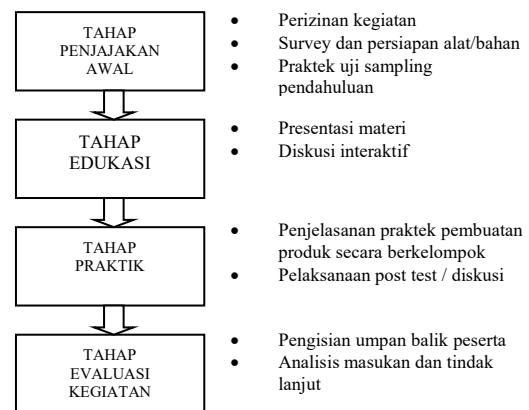 TAHAP
PENJAJAKAN
AWAL
• Perizinan kegiatan
• Survey dan persiapan alat/bahan
• Praktek uji sampling
pendahuluan
TAHAP
EDUKASI
• Presentasi materi
• Diskusi interaktif
TAHAP
PRAKTIK
• Penjelasanan praktek pembuatan
produk secara berkelompok
• Pelaksanaan post test / diskusi
TAHAP
EVALUASI
KEGIATAN
• Pengisian umpan balik peserta
• Analisis masukan dan tindak
lanjut